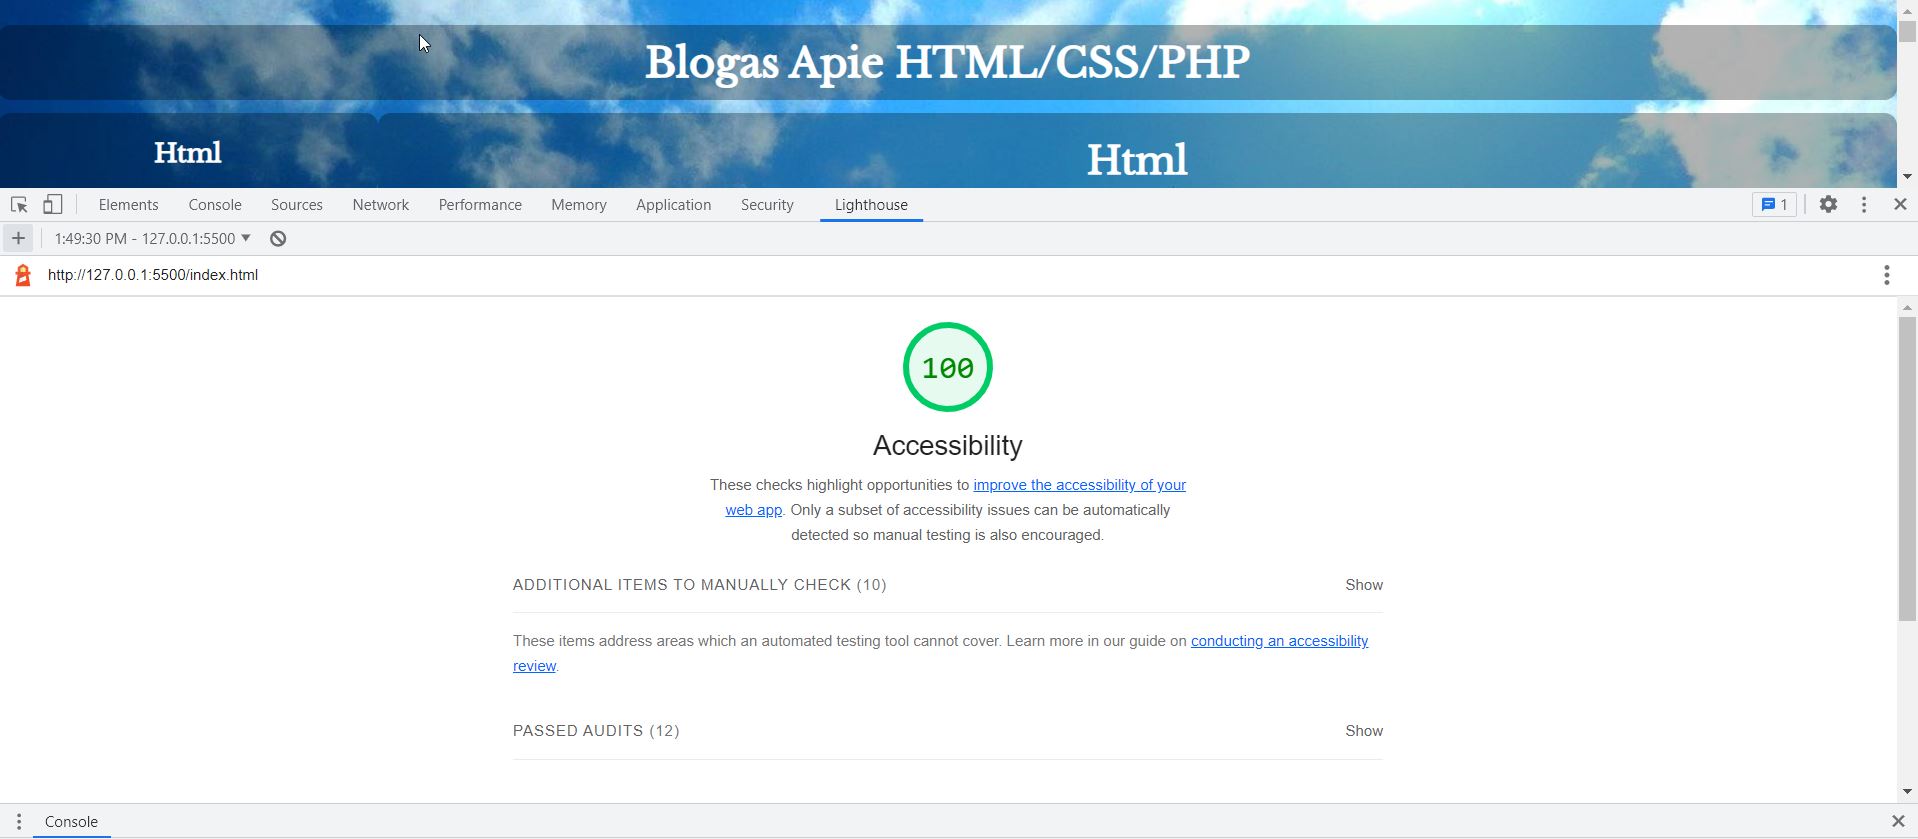 Blogas Apie HTML/CSS/PHP
Html
Html
Elements Console Sources Network Performance Memory Application Security Lighthouse 1
1:49:30 PM - 127.0.0.1:5500
http://127.0.0.1:5500/index.html
100
Accessibility
These checks highlight opportunities to improve the accessibility of your
web app. Only a subset of accessibility issues can be automatically
detected so manual testing is also encouraged.
ADDITIONAL ITEMS TO MANUALLY CHECK (10) Show
These items address areas which an automated testing tool cannot cover. Learn more in our guide on conducting an accessibility
review.
PASSED AUDITS (12) Show
Console